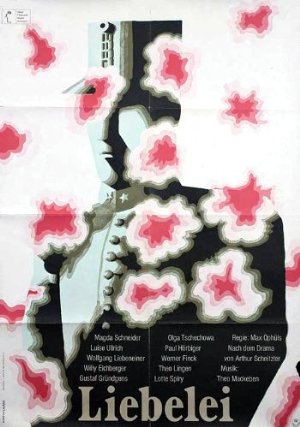 Magda Schneider
Luise Ullrich
Wolfgang Liebeneiner
Willy Eichberger
Gustaf Gründgens
Olga Tschechowa
Paul Hörbiger
Werner Finck
Theo Lingen
Lotte Spiry
Regie: Max Ophüls
Nach dem Drama
von Arthur Schnitzler
Musik:
Theo Mackeben
Liebelei